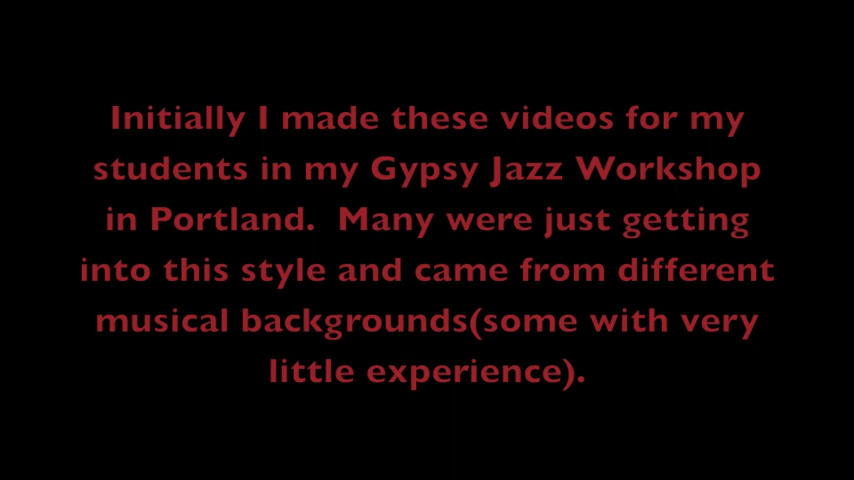 Initially I made these videos for my
students in my Gypsy Jazz Workshop
in Portland.  Many were just getting
into this style and came from different
musical backgrounds(some with very
little experience).